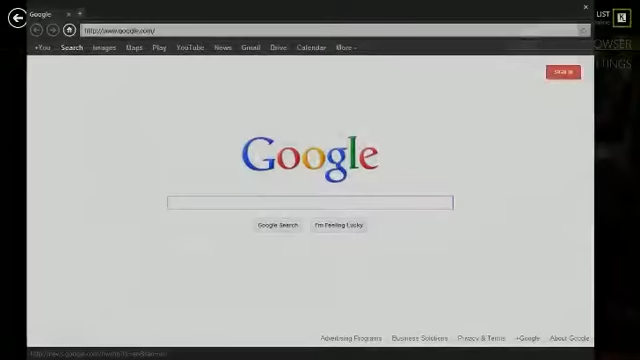 Google
LIST
http://www.google.com/
+You Search Images Maps Play YouTube News Gmail Drive Calendar More
SIGN IN
Google
Google Search I'm Feeling Lucky
Advertising Programs Business Solutions Privacy & Terms +Google About Google